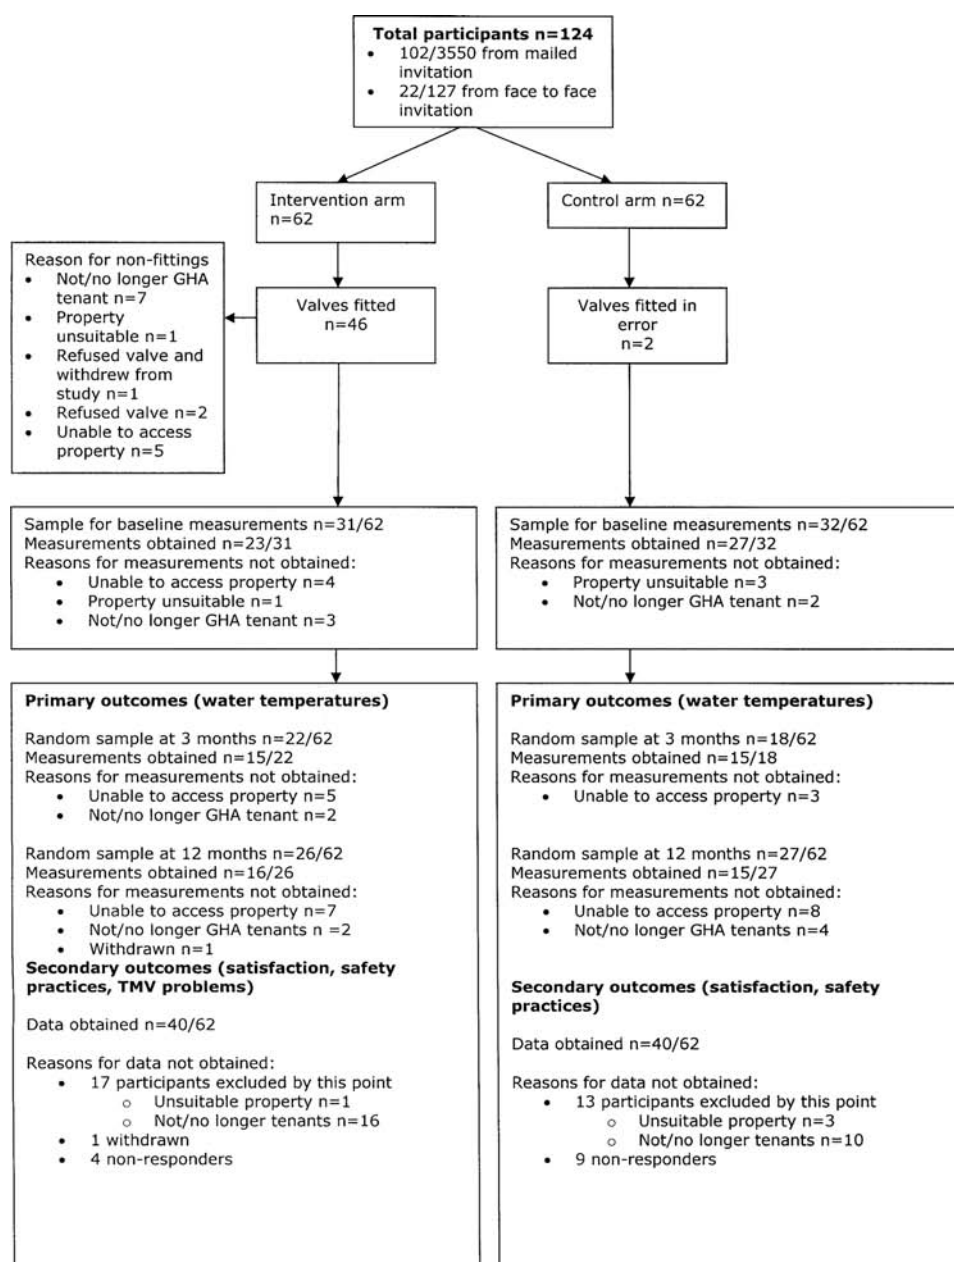 Total participants n=124
• 102/3550 from mailed
invitation
• 22/127 from face to face
invitation
Intervention arm
n=62
Control arm n=62
Reason for non-fittings
• Not/no longer GHA
tenant n=7
• Property
unsuitable n=1
• Refused valve and
withdrew from
study n=1
• Refused valve n=2
• Unable to access
property n=5
Valves fitted
n=46
Valves fitted in
error
n=2
Sample for baseline measurements n=31/62
Measurements obtained n=23/31
Reasons for measurements not obtained:
• Unable to access property n=4
• Property unsuitable n=1
• Not/no longer GHA tenant n=3
Sample for baseline measurements n=32/62
Measurements obtained n=27/32
Reasons for measurements not obtained:
• Property unsuitable n=3
• Not/no longer GHA tenant n=2
Primary outcomes (water temperatures)
Random sample at 3 months n=22/62
Measurements obtained n=15/22
Reasons for measurements not obtained:
• Unable to access property n=5
• Not/no longer GHA tenant n=2
Random sample at 12 months n=26/62
Measurements obtained n=16/26
Reasons for measurements not obtained:
• Unable to access property n=7
• Not/no longer GHA tenants n =2
• Withdrawn n=1
Secondary outcomes (satisfaction, safety
practices, TMV problems)
Data obtained n=40/62
Reasons for data not obtained:
• 17 participants excluded by this point
o Unsuitable property n=1
o Not/no longer tenants n=16
• 1 withdrawn
• 4 non-responders
Primary outcomes (water temperatures)
Random sample at 3 months n=18/62
Measurements obtained n=15/18
Reasons for measurements not obtained:
• Unable to access property n=3
Random sample at 12 months n=27/62
Measurements obtained n=15/27
Reasons for measurements not obtained:
• Unable to access property n=8
• Not/no longer GHA tenants n=4
Secondary outcomes (satisfaction, safety
practices)
Data obtained n=40/62
Reasons for data not obtained:
• 13 participants excluded by this point
o Unsuitable property n=3
o Not/no longer tenants n=10
• 9 non-responders